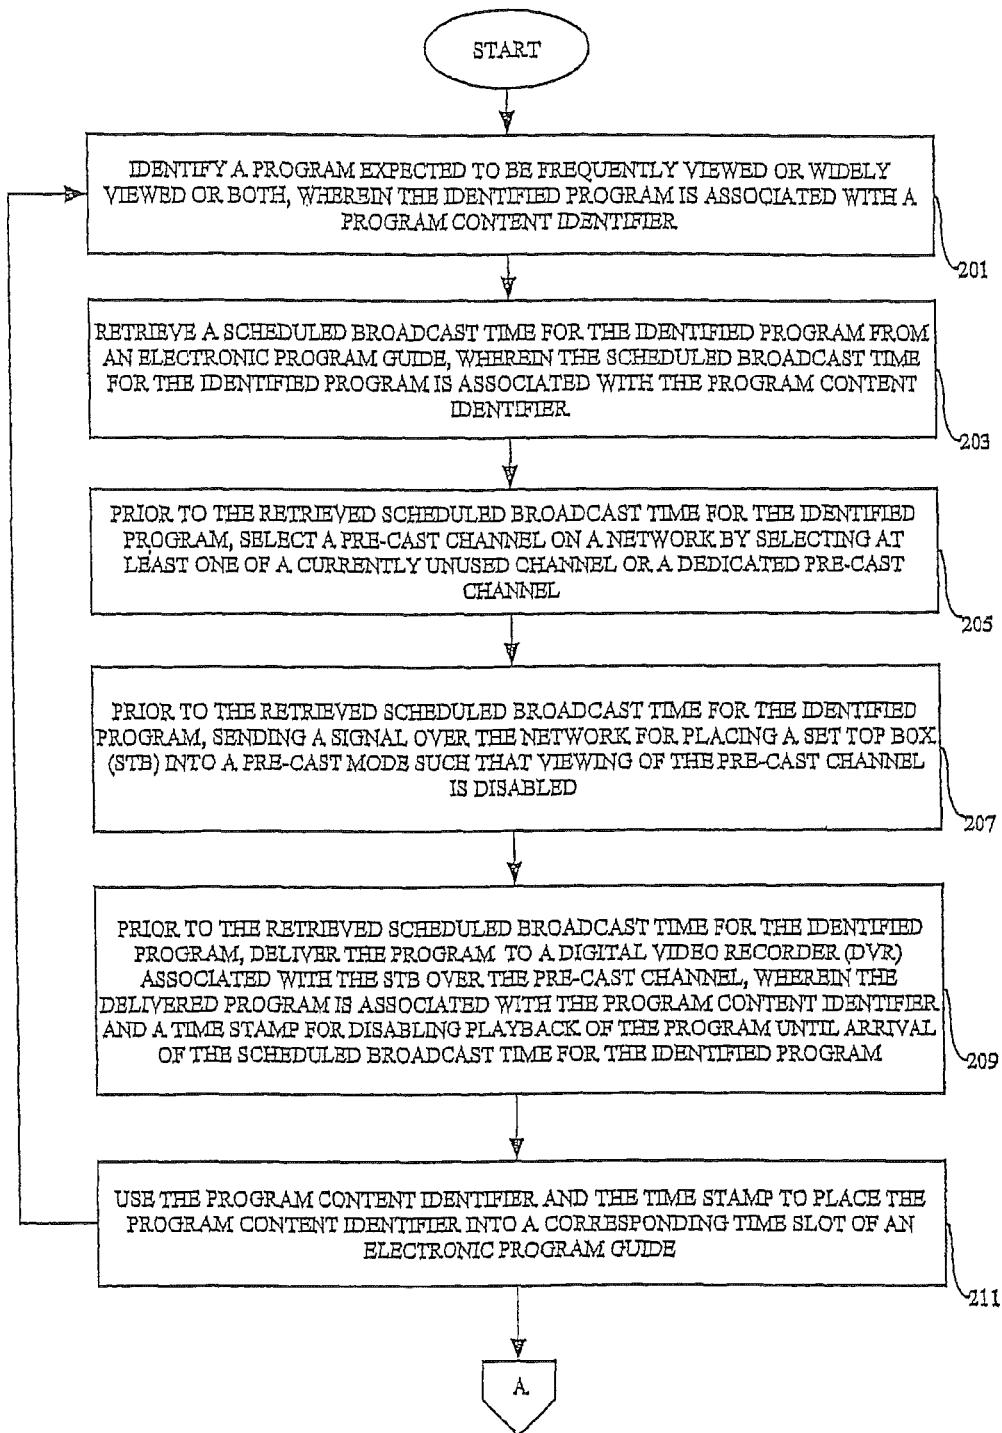 START
IDENTIFY A PROGRAM EXPECTED TO BE FREQUENTLY VIEWED OR WIDELY
VIEWED OR BOTH, WHEREIN THE IDENTIFIED PROGRAM IS ASSOCIATED WITH A
PROGRAM CONTENT IDENTIFIER
201
RETRIEVE A SCHEDULED BROADCAST TIME FOR THE IDENTIFIED PROGRAM FROM
AN ELECTRONIC PROGRAM GUIDE, WHEREIN THE SCHEDULED BROADCAST TIME
FOR THE IDENTIFIED PROGRAM IS ASSOCIATED WITH THE PROGRAM CONTENT
IDENTIFIER
203
PRIOR TO THE RETRIEVED SCHEDULED BROADCAST TIME FOR THE IDENTIFIED
PROGRAM, SELECT A PRE-CAST CHANNEL ON A NETWORK BY SELECTING AT
LEAST ONE OF A CURRENTLY UNUSED CHANNEL OR A DEDICATED PRE-CAST
CHANNEL
205
PRIOR TO THE RETRIEVED SCHEDULED BROADCAST TIME FOR THE IDENTIFIED
PROGRAM, SENDING A SIGNAL OVER THE NETWORK FOR PLACING A SET TOP BOX
(STB) INTO A PRE-CAST MODE SUCH THAT VIEWING OF THE PRE-CAST CHANNEL
IS DISABLED
207
PRIOR TO THE RETRIEVED SCHEDULED BROADCAST TIME FOR THE IDENTIFIED
PROGRAM, DELIVER THE PROGRAM TO A DIGITAL VIDEO RECORDER (DVR)
ASSOCIATED WITH THE STB OVER THE PRE-CAST CHANNEL, WHEREIN THE
DELIVERED PROGRAM IS ASSOCIATED WITH THE PROGRAM CONTENT IDENTIFIER
AND A TIME STAMP FOR DISABLING PLAYBACK OF THE PROGRAM UNTIL ARRIVAL
OF THE SCHEDULED BROADCAST TIME FOR THE IDENTIFIED PROGRAM
209
USE THE PROGRAM CONTENT IDENTIFIER AND THE TIME STAMP TO PLACE THE
PROGRAM CONTENT IDENTIFIER INTO A CORRESPONDING TIME SLOT OF AN
ELECTRONIC PROGRAM GUIDE
211
A